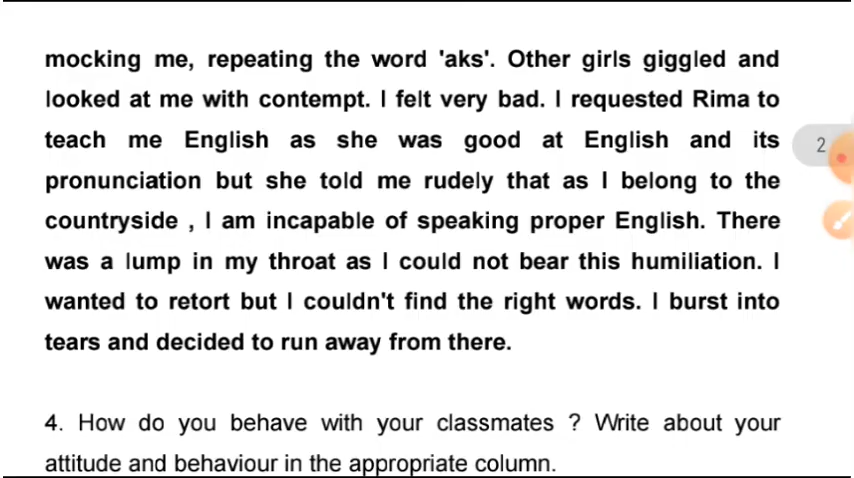 mocking me, repeating the word 'aks'. Other girls giggled and
looked at me with contempt. I felt very bad. I requested Rima to
teach me English as she was good at English and its
pronunciation but she told me rudely that as I belong to the
countryside , I am incapable of speaking proper English. There
was a lump in my throat as I could not bear this humiliation. I
wanted to retort but I couldn't find the right words. I burst into
tears and decided to run away from there.
4. How do you behave with your classmates ? Write about your
attitude and behaviour in the appropriate column.
2